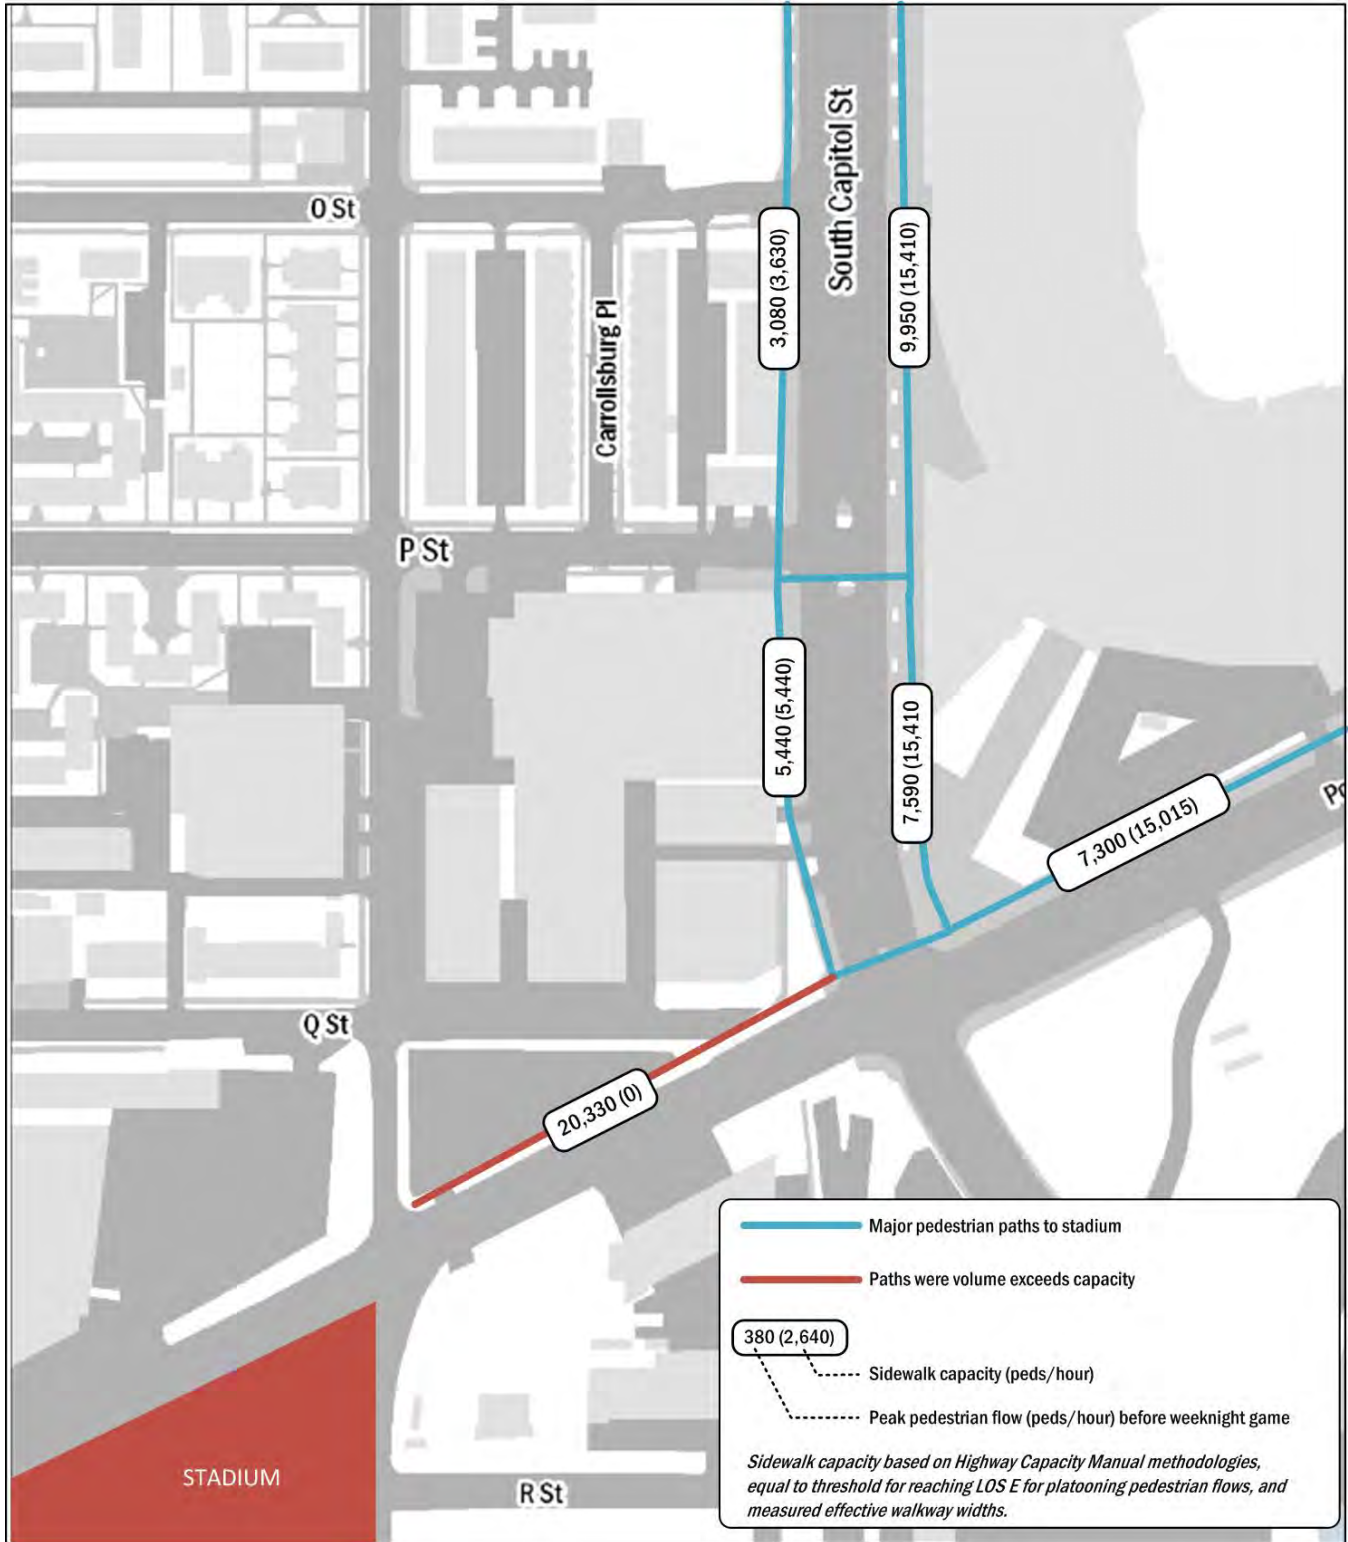 South Capitol St
O St
3,080 (3,630)
9,950 (15,410)
Carrollsburg Pl
P St
5,440 (5,440)
7,590 (15,410
7,300 (15,015)
Q St
20,330 (0)
Major pedestrian paths to stadium
Paths were volume exceeds capacity
380 (2,640)
Sidewalk capacity (peds/hour)
Peak pedestrian flow (peds/hour) before weeknight game
Sidewalk capacity based on Highway Capacity Manual methodologies,
equal to threshold for reaching LOS E for platooning pedestrian flows, and
measured effective walkway widths.
STADIUM
R St